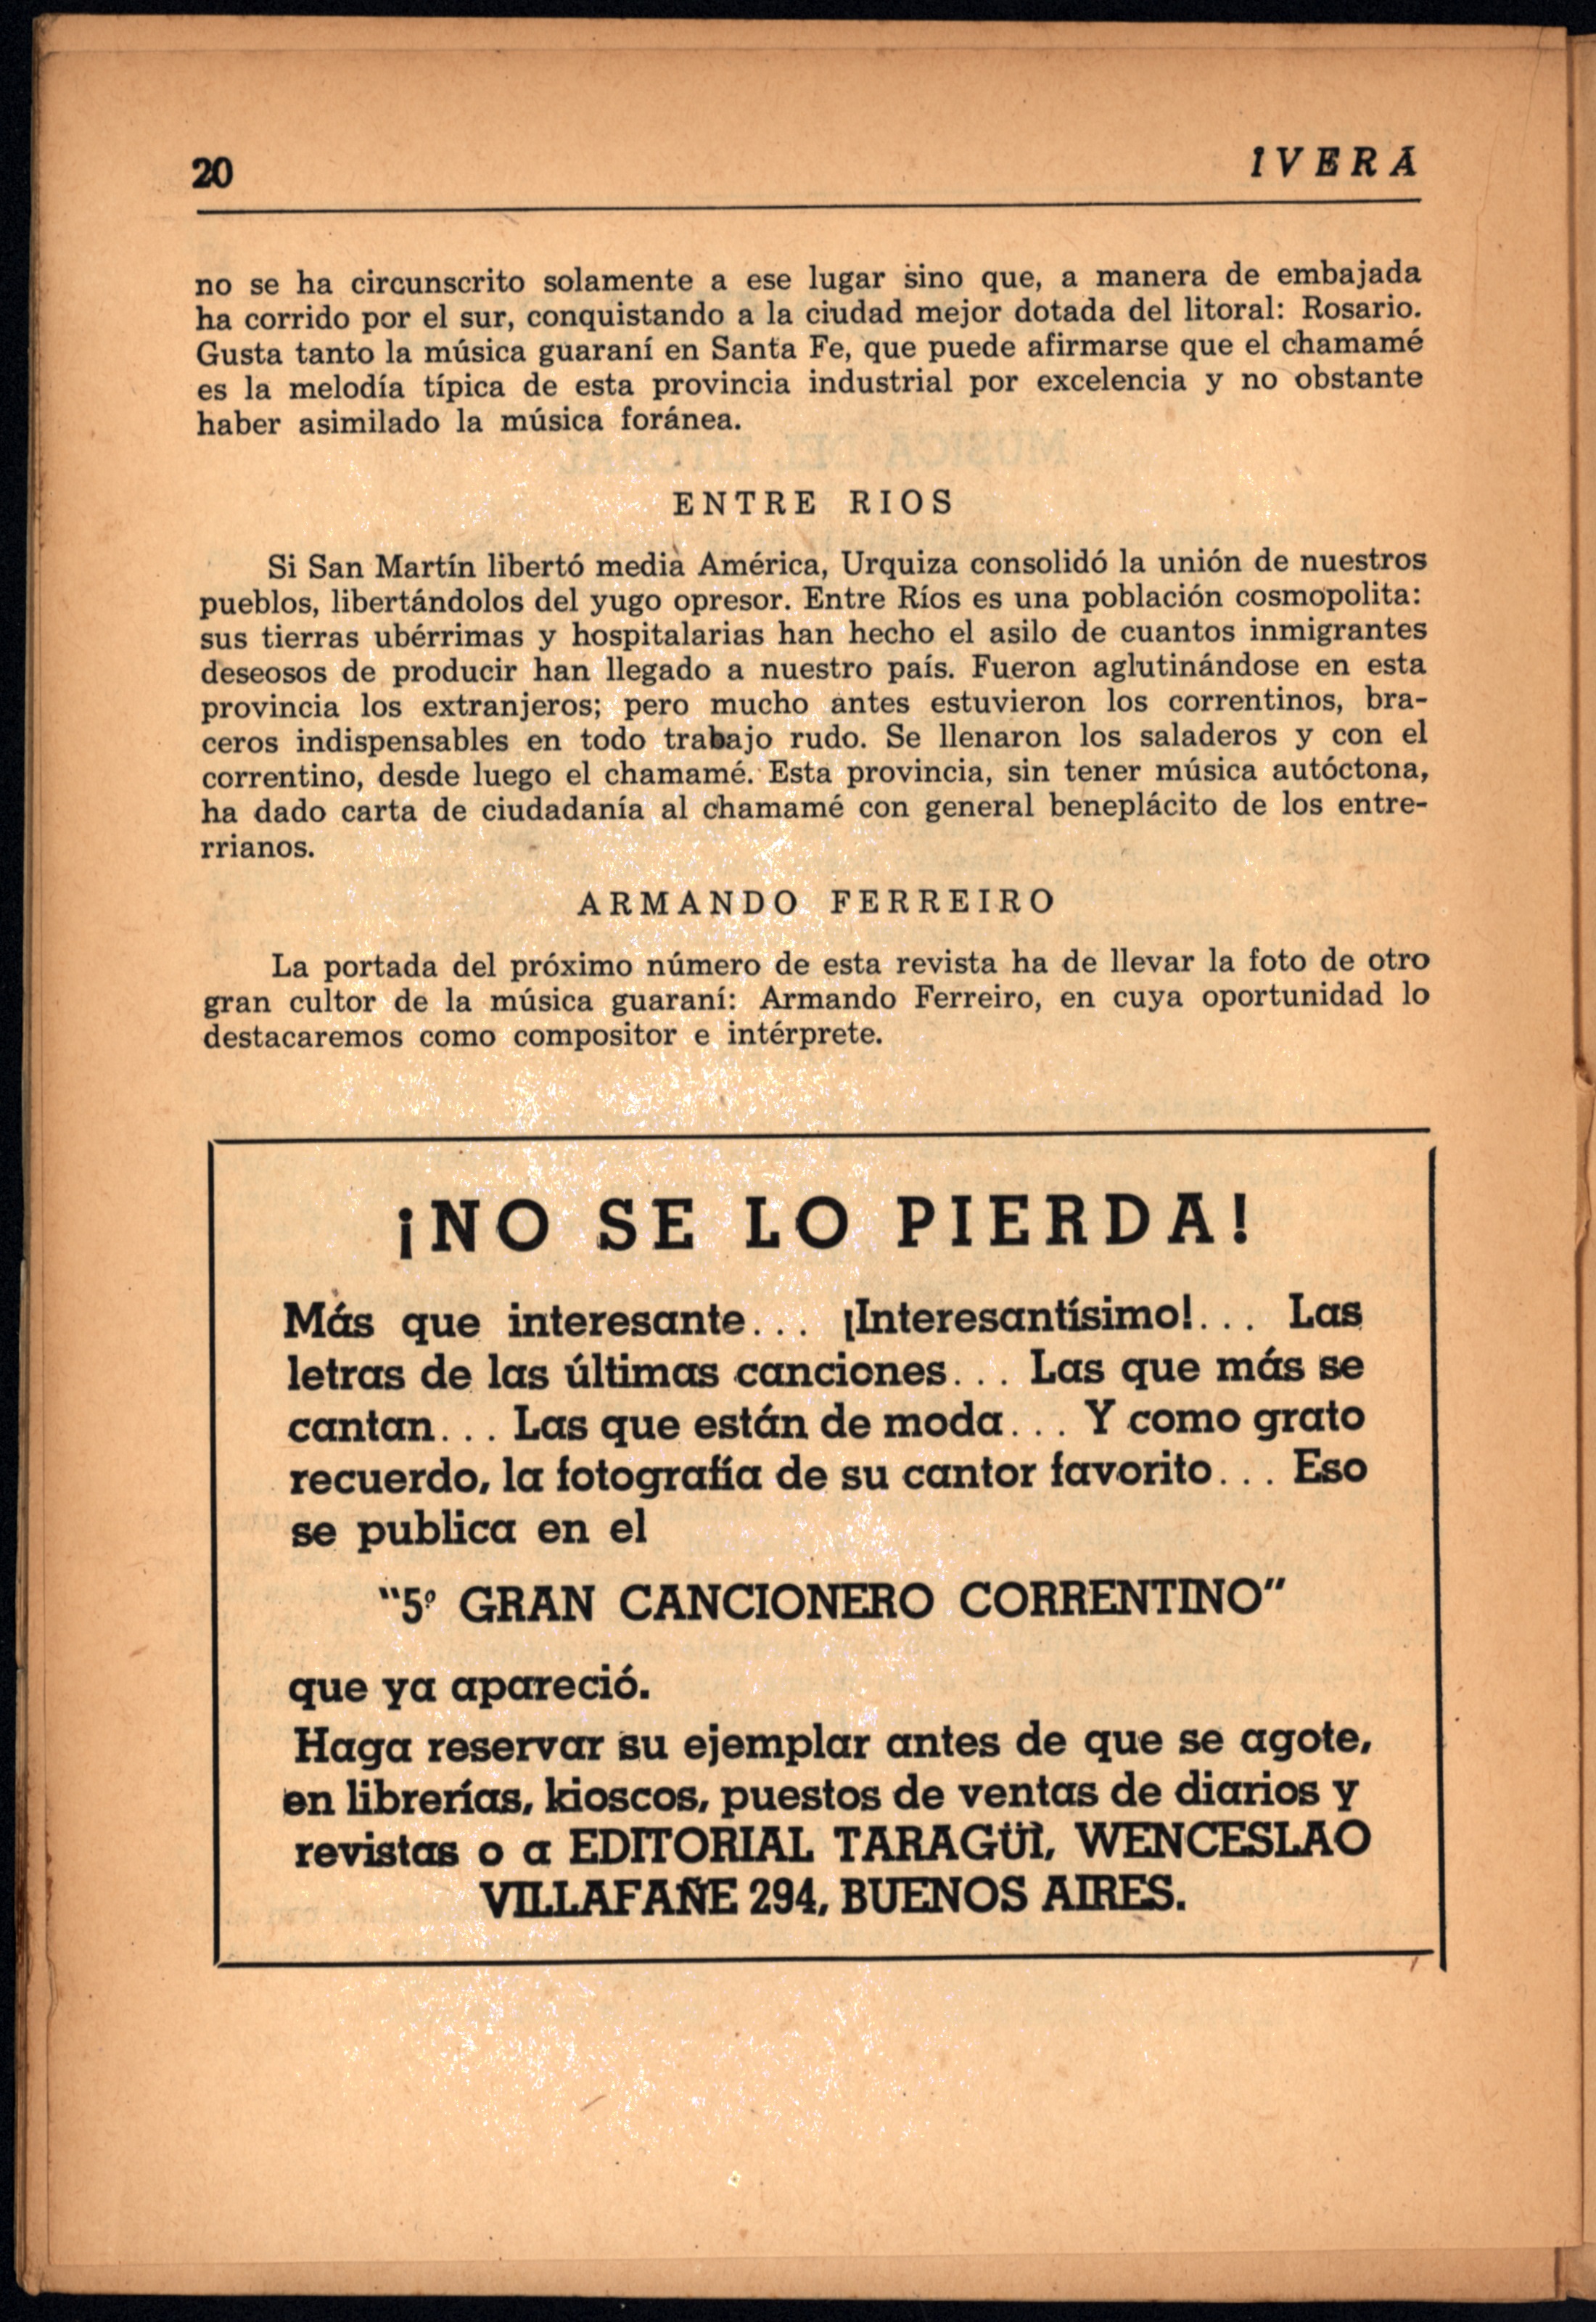 20
IVERA
no se ha circunscrito solamente a ese lugar sino que, a manera de embajada
ha corrido por el sur, conquistando a la ciudad mejor dotada del litoral: Rosario.
Gusta tanto la música guaraní en Santa Fe, que puede afirmarse que el chamamé
es la melodía típica de esta provincia industrial por excelencia y no obstante
haber asimilado la música foránea.
ENTRE RIOS
Si San Martín libertó media América, Urquiza consolidó la unión de nuestros
pueblos, libertándolos del yugo opresor. Entre Ríos es una población cosmopolita:
sus tierras ubérrimas y hospitalarias han hecho el asilo de cuantos inmigrantes
deseosos de producir han llegado a nuestro país. Fueron aglutinándose en esta
provincia los extranjeros; pero mucho antes estuvieron los correntinos, bra-
ceros indispensables en todo trabajo rudo. Se llenaron los saladeros y con el
correntino, desde luego el chamamé. Esta provincia, sin tener música autóctona,
ha dado carta de ciudadanía al chamamé con general beneplácito de los entre-
rrianos.
ARMANDO FERREIRO
La portada del próximo número de esta revista ha de llevar la foto de otro
gran cultor de la música guaraní: Armando Ferreiro, en cuya oportunidad lo
destacaremos como compositor e intérprete.
¡NO SE LO PIERDA!
Más que interesante... ¡Interesantísimo!... Las
letras de las últimas canciones... Las que más se
cantan... Las que están de moda... Y como grato
recuerdo, la fotografía de su cantor favorito... Eso
se publica en el
"5º GRAN CANCIONERO CORRENTINO"
que ya apareció.
Haga reservar su ejemplar antes de que se agote,
en librerías, kioscos, puestos de ventas de diarios y
revistas o a EDITORIAL TARAGÜÍ, WENCESLAO
VILLAFAÑE 294, BUENOS AIRES.